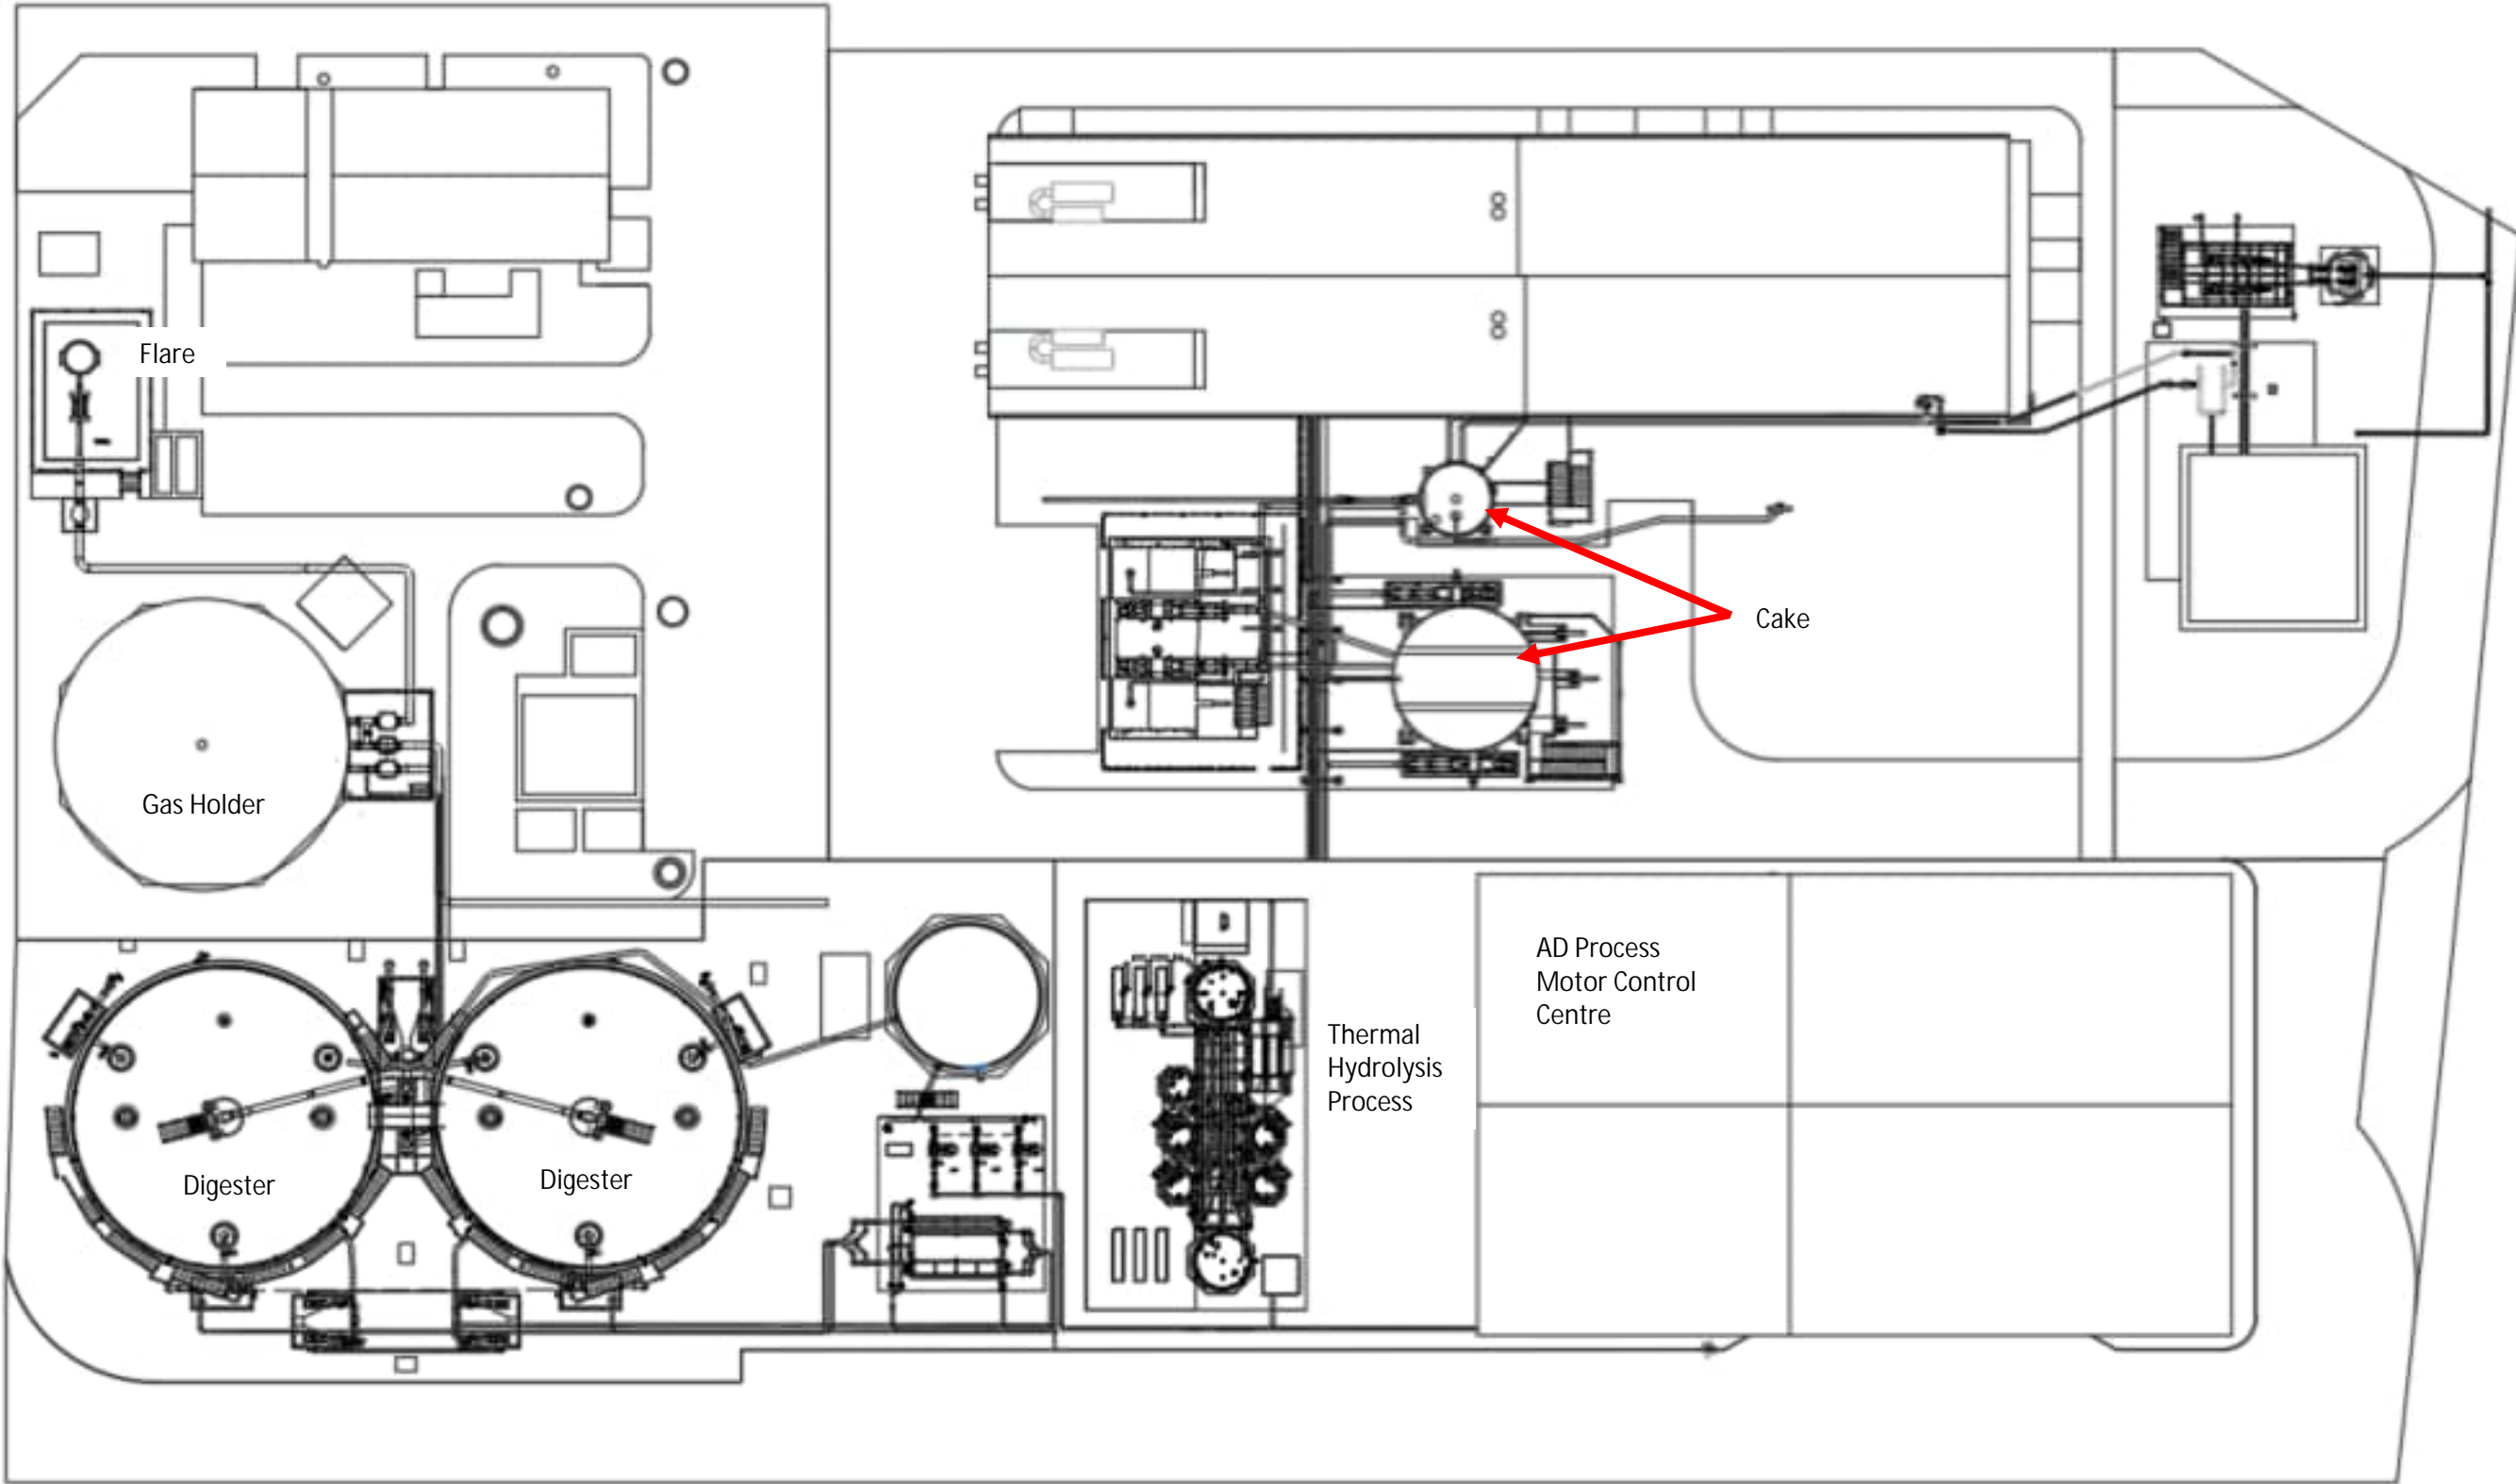 Flare
Cake
Gas Holder
AD Process
Motor Control
Centre
Thermal
Hydrolysis
Process
Digester
Digester